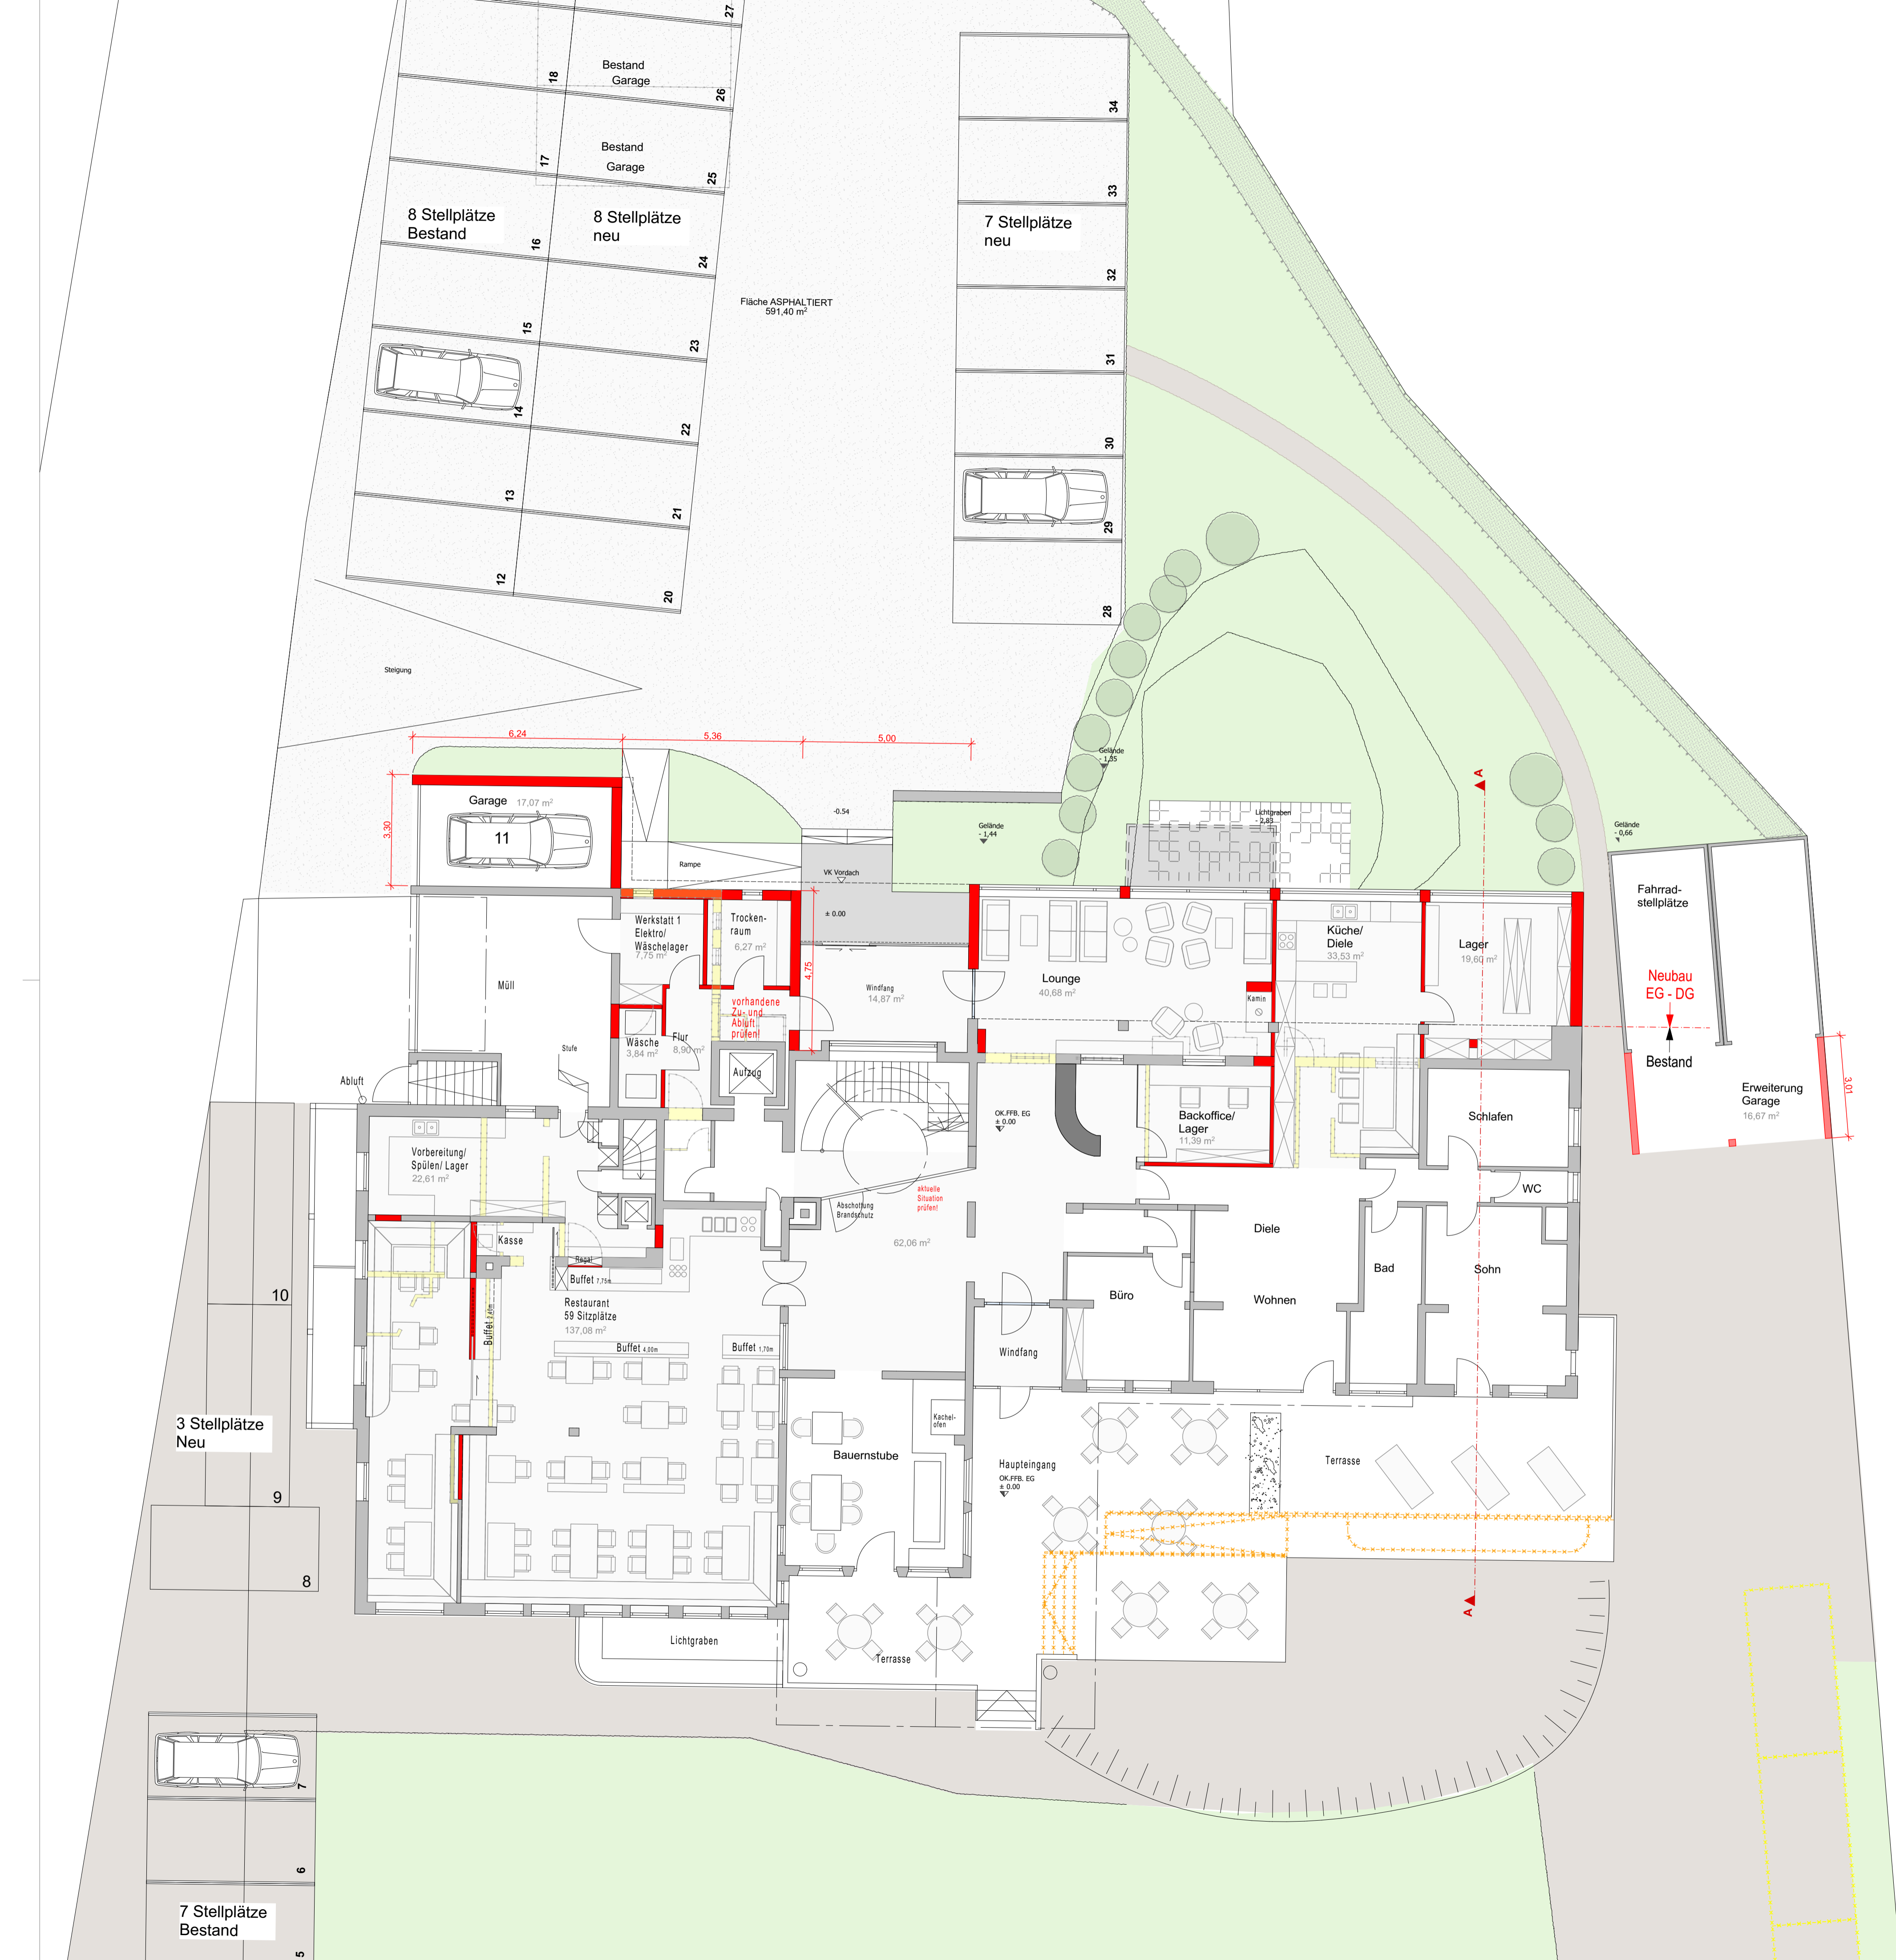 27
18
Bestand
Garage
26
34
17
Bestand
Garage
25
33
8 Stellplätze
Bestand
8 Stellplätze
neu
7 Stellplätze
neu
16
24
32
Fläche ASPHALTIERT
591,40 m²
15
23
31
14
22
30
13
21
29
12
20
28
Steigung
6,24
5,36
5,00
Gelände
- 1,35
A
3,30
Garage 17,07 m²
11
-0.54
Gelände
- 1,44
Lichtgraben
- 2,83
Gelände
- 0,66
Rampe
VK Vordach
± 0.00
Werkstatt 1
Elektro/
Wäschelager
7,75 m²
Trocken-
raum
6,27 m²
4,75
Küche/
Diele
33,53 m²
Lager
19,60 m²
Fahrrad-
stellplätze
Müll
Windfang
14,87 m²
Lounge
40,68 m²
Kamin
Neubau
EG - DG
Bestand
vorhandene
Zu- und
Abluft
prüfen!
Stufe
Wäsche
3,84 m²
Flur
8,90 m²
Aufzug
Abluft
Erweiterung
Garage
16,67 m²
3,01
OK.FFB. EG
± 0.00
Backoffice/
Lager
11,39 m²
Schlafen
Vorbereitung/
Spülen/ Lager
22,61 m²
WC
aktuelle
Situation
prüfen!
Abschottung
Brandschutz
62,06 m²
Diele
Kasse
Regal
Bad
Sohn
Buffet 7,75m
Büro
Wohnen
10
Restaurant
59 Sitzplätze
137,08 m²
Buffet 2,40m
Buffet 4,00m
Buffet 1,70m
Windfang
3 Stellplätze
Neu
Kachel-
ofen
Bauernstube
Haupteingang
OK.FFB. EG
± 0.00
Terrasse
9
8
A
Lichtgraben
Terrasse
7
6
7 Stellplätze
Bestand
5